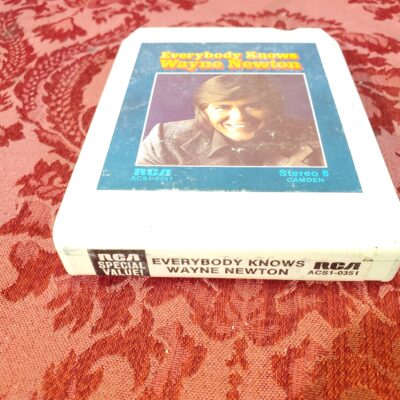 Everybody Knows
Wayne Newton
RCA
ACS1-0351
Stereo 8
CAMDEN
RCA
SPECIAL
VALUE!
EVERYBODY KNOWS
WAYNE NEWTON
RCA
ACS1-0351